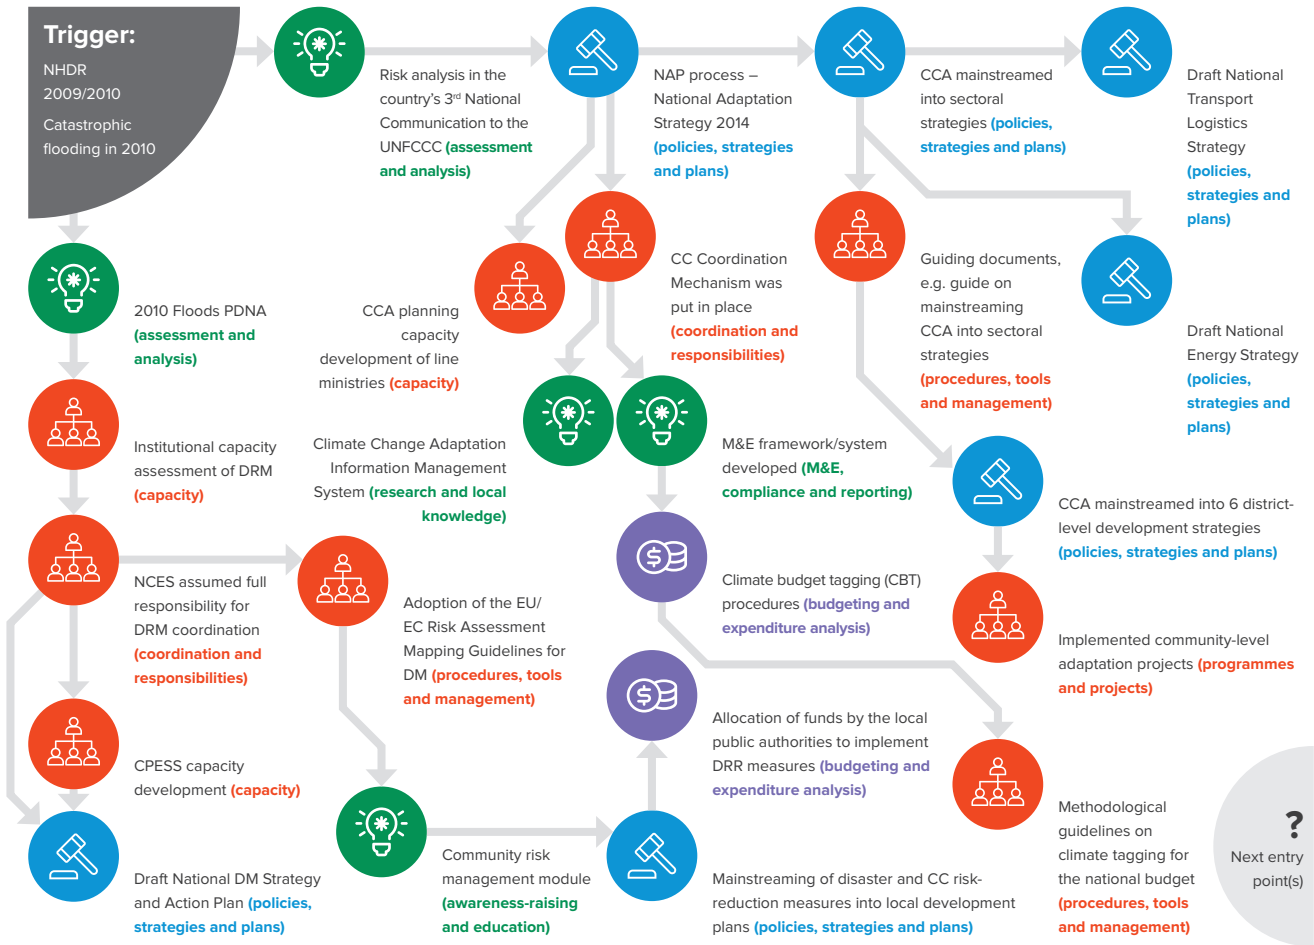 Trigger:
NHDR
2009/2010
Catastrophic
flooding in 2010
Risk analysis in the
country's 3rd National
Communication to the
UNFCCC (assessment
and analysis)
NAP process –
National Adaptation
Strategy 2014
(policies, strategies
and plans)
CCA mainstreamed
into sectoral
strategies (policies,
strategies and plans)
Draft National
Transport
Logistics
Strategy
(policies,
strategies and
plans)
2010 Floods PDNA
(assessment and
analysis)
CCA planning
capacity
development of line
ministries (capacity)
CC Coordination
Mechanism was
put in place
(coordination and
responsibilities)
Guiding documents,
e.g. guide on
mainstreaming
CCA into sectoral
strategies
(procedures, tools
and management)
Draft National
Energy Strategy
(policies,
strategies and
plans)
Institutional capacity
assessment of DRM
(capacity)
Climate Change Adaptation
Information Management
System (research and local
knowledge)
M&E framework/system
developed (M&E,
compliance and reporting)
CCA mainstreamed into 6 district-
level development strategies
(policies, strategies and plans)
NCES assumed full
responsibility for
DRM coordination
(coordination and
responsibilities)
Adoption of the EU/
EC Risk Assessment
Mapping Guidelines for
DM (procedures, tools
and management)
Climate budget tagging (CBT)
procedures (budgeting and
expenditure analysis)
Implemented community-level
adaptation projects (programmes
and projects)
CPESS capacity
development (capacity)
Allocation of funds by the local
public authorities to implement
DRR measures (budgeting and
expenditure analysis)
Methodological
guidelines on
climate tagging for
the national budget
(procedures, tools
and management)
Draft National DM Strategy
and Action Plan (policies,
strategies and plans)
Community risk
management module
(awareness-raising
and education)
Mainstreaming of disaster and CC risk-
reduction measures into local development
plans (policies, strategies and plans)
?
Next entry
point(s)